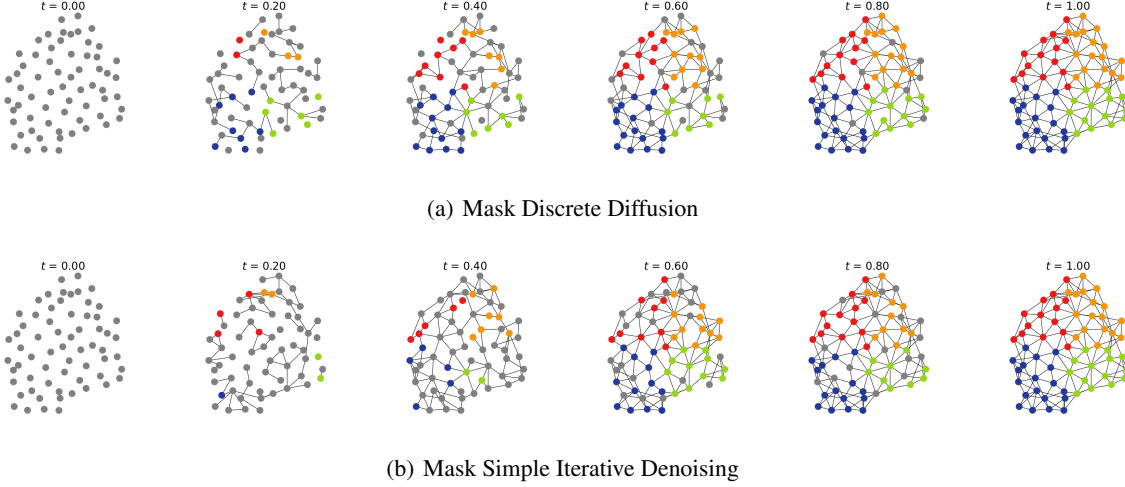 t = 0.00 t = 0.20 t = 0.40 t = 0.60 t = 0.80 t = 1.00
(a) Mask Discrete Diffusion
t = 0.00 t = 0.20 t = 0.40 t = 0.60 t = 0.80 t = 1.00
(b) Mask Simple Iterative Denoising